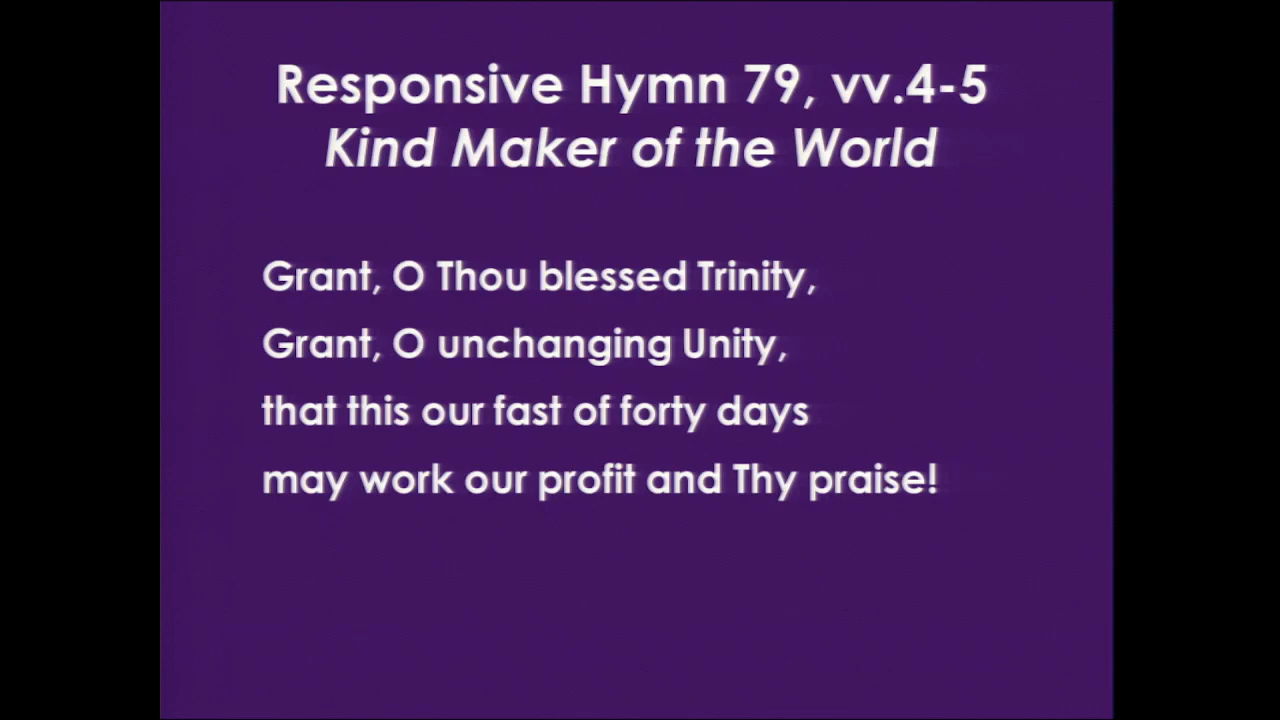 Responsive Hymn 79, vv.4-5
Kind Maker of the World
Grant, O Thou blessed Trinity,
Grant, O unchanging Unity,
that this our fast of forty days
may work our profit and Thy praise!